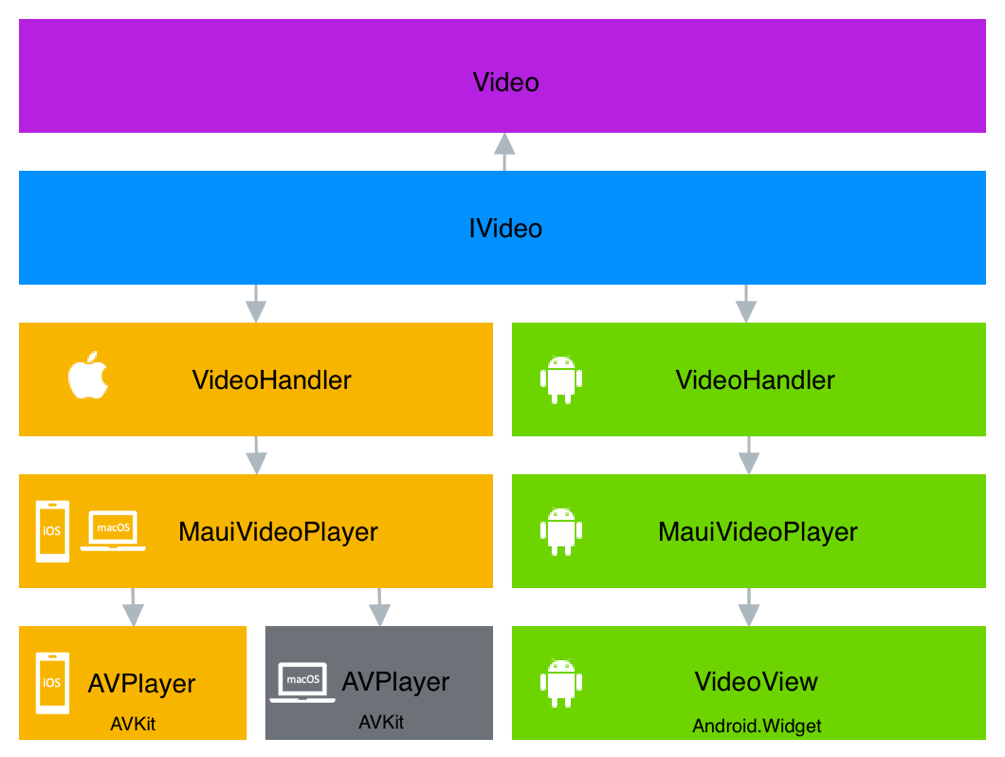 Video
IVideo
VideoHandler
VideoHandler
iOS
macOS
MauiVideoPlayer
MauiVideoPlayer
iOS
AVPlayer
AVKit
macOS
AVPlayer
AVKit
VideoView
Android.Widget